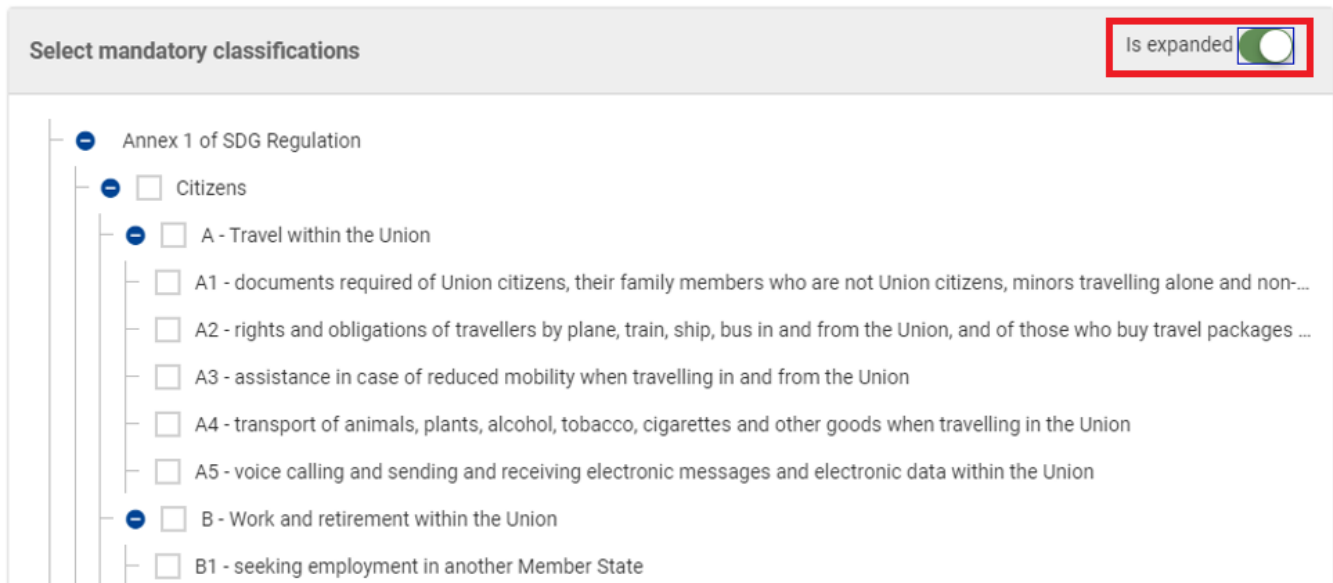 Select mandatory classifications
Is expanded
Annex 1 of SDG Regulation
Citizens
A - Travel within the Union
A1 - documents required of Union citizens, their family members who are not Union citizens, minors travelling alone and non-...
A2 - rights and obligations of travellers by plane, train, ship, bus in and from the Union, and of those who buy travel packages ...
A3 - assistance in case of reduced mobility when travelling in and from the Union
A4 - transport of animals, plants, alcohol, tobacco, cigarettes and other goods when travelling in the Union
A5 - voice calling and sending and receiving electronic messages and electronic data within the Union
B - Work and retirement within the Union
B1 - seeking employment in another Member State